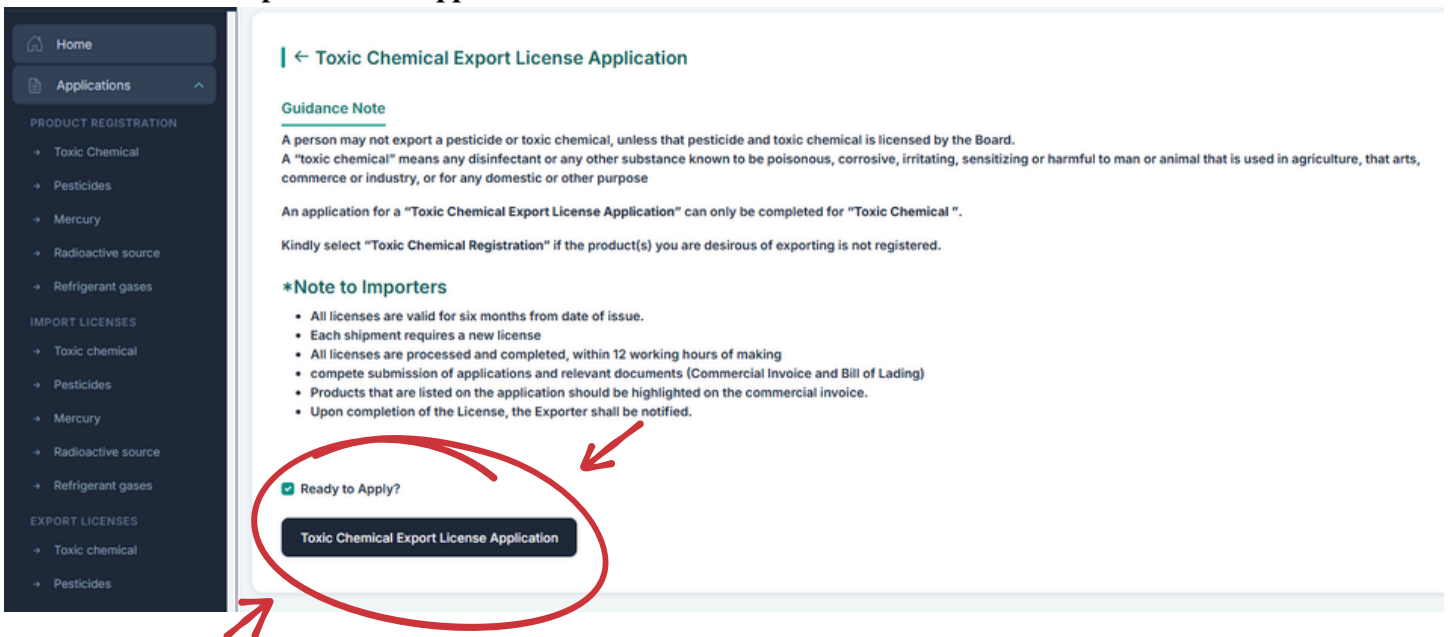 Home
Applications
PRODUCT REGISTRATION
Toxic Chemical
Pesticides
Mercury
Radioactive source
Refrigerant gases
IMPORT LICENSES
Toxic chemical
Pesticides
Mercury
Radioactive source
Refrigerant gases
EXPORT LICENSES
Toxic chemical
Pesticides
← Toxic Chemical Export License Application
Guidance Note
A person may not export a pesticide or toxic chemical, unless that pesticide and toxic chemical is licensed by the Board.
A “toxic chemical” means any disinfectant or any other substance known to be poisonous, corrosive, irritating, sensitizing or harmful to man or animal that is used in agriculture, that arts,
commerce or industry, or for any domestic or other purpose
An application for a “Toxic Chemical Export License Application” can only be completed for “Toxic Chemical ”.
Kindly select “Toxic Chemical Registration” if the product(s) you are desirous of exporting is not registered.
*Note to Importers
• All licenses are valid for six months from date of issue.
• Each shipment requires a new license
• All licenses are processed and completed, within 12 working hours of making
• compete submission of applications and relevant documents (Commercial Invoice and Bill of Lading)
• Products that are listed on the application should be highlighted on the commercial invoice.
• Upon completion of the License, the Exporter shall be notified.
Ready to Apply?
Toxic Chemical Export License Application